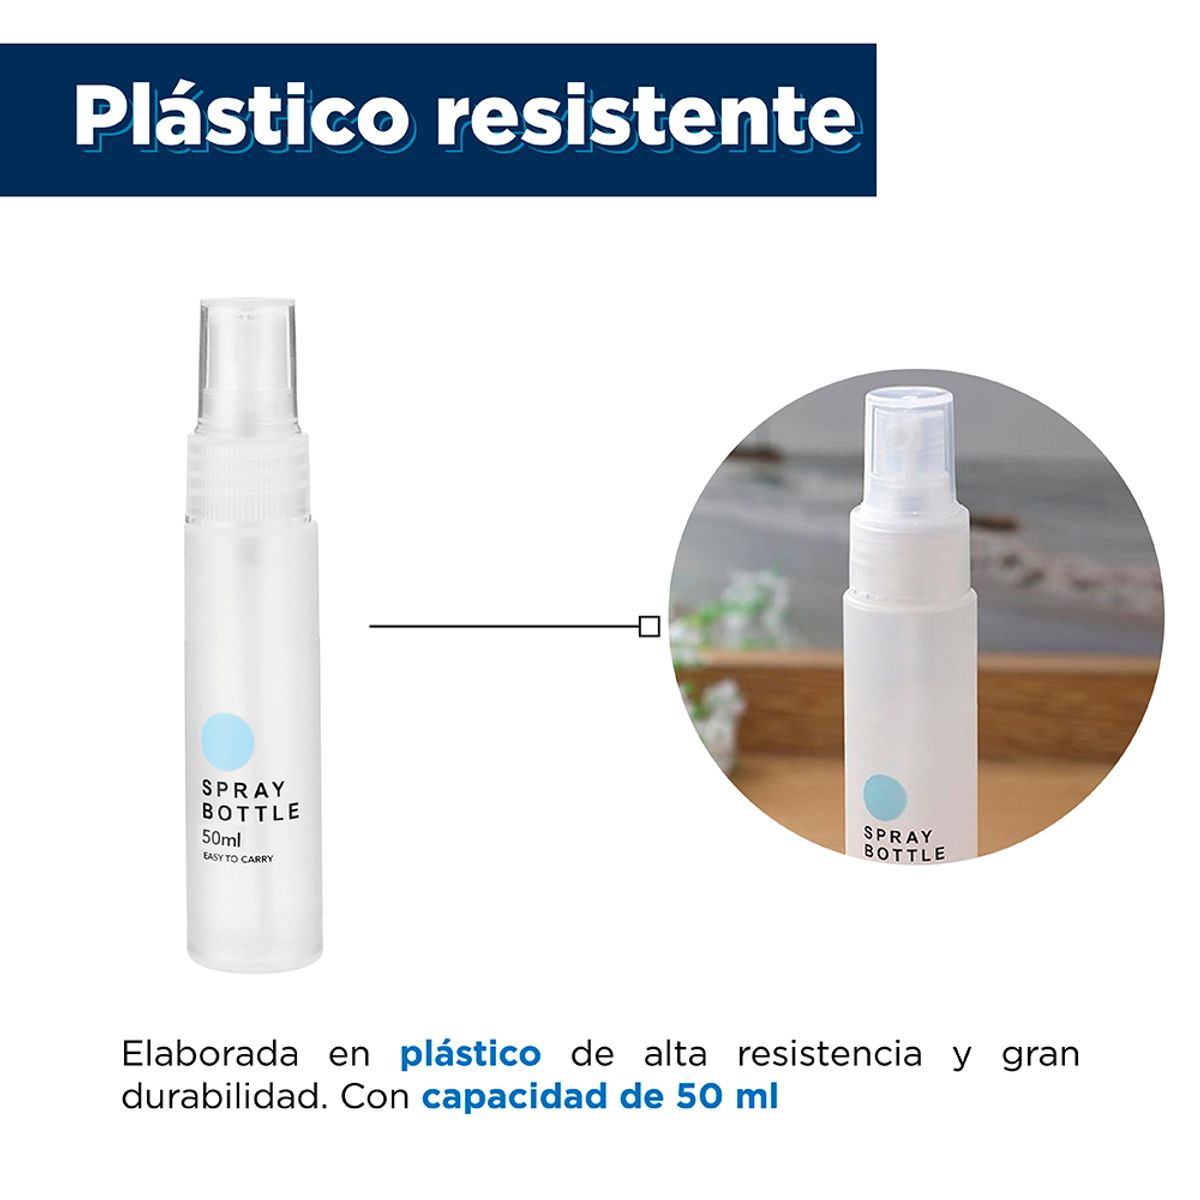 Plástico resistente
SPRAY
BOTTLE
50ml
EASY TO CARRY
SPRAY
BOTTLE
Elaborada en plástico de alta resistencia y gran
durabilidad. Con capacidad de 50 ml